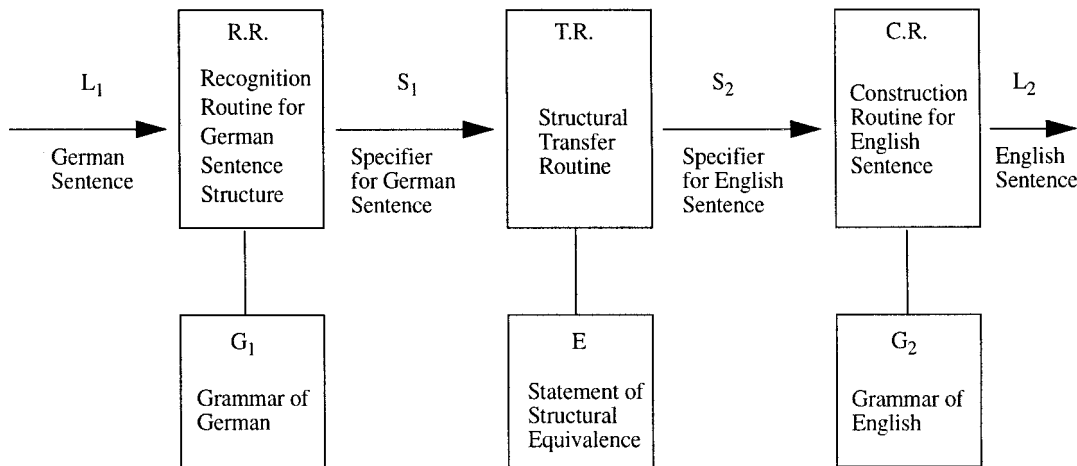 L₁
German
Sentence
R.R.
Recognition
Routine for
German
Sentence
Structure
S₁
Specifier
for German
Sentence
T.R.
Structural
Transfer
Routine
S₂
Specifier
for English
Sentence
C.R.
Construction
Routine for
English
Sentence
L₂
English
Sentence
G₁
Grammar of
German
E
Statement of
Structural
Equivalence
G₂
Grammar of
English